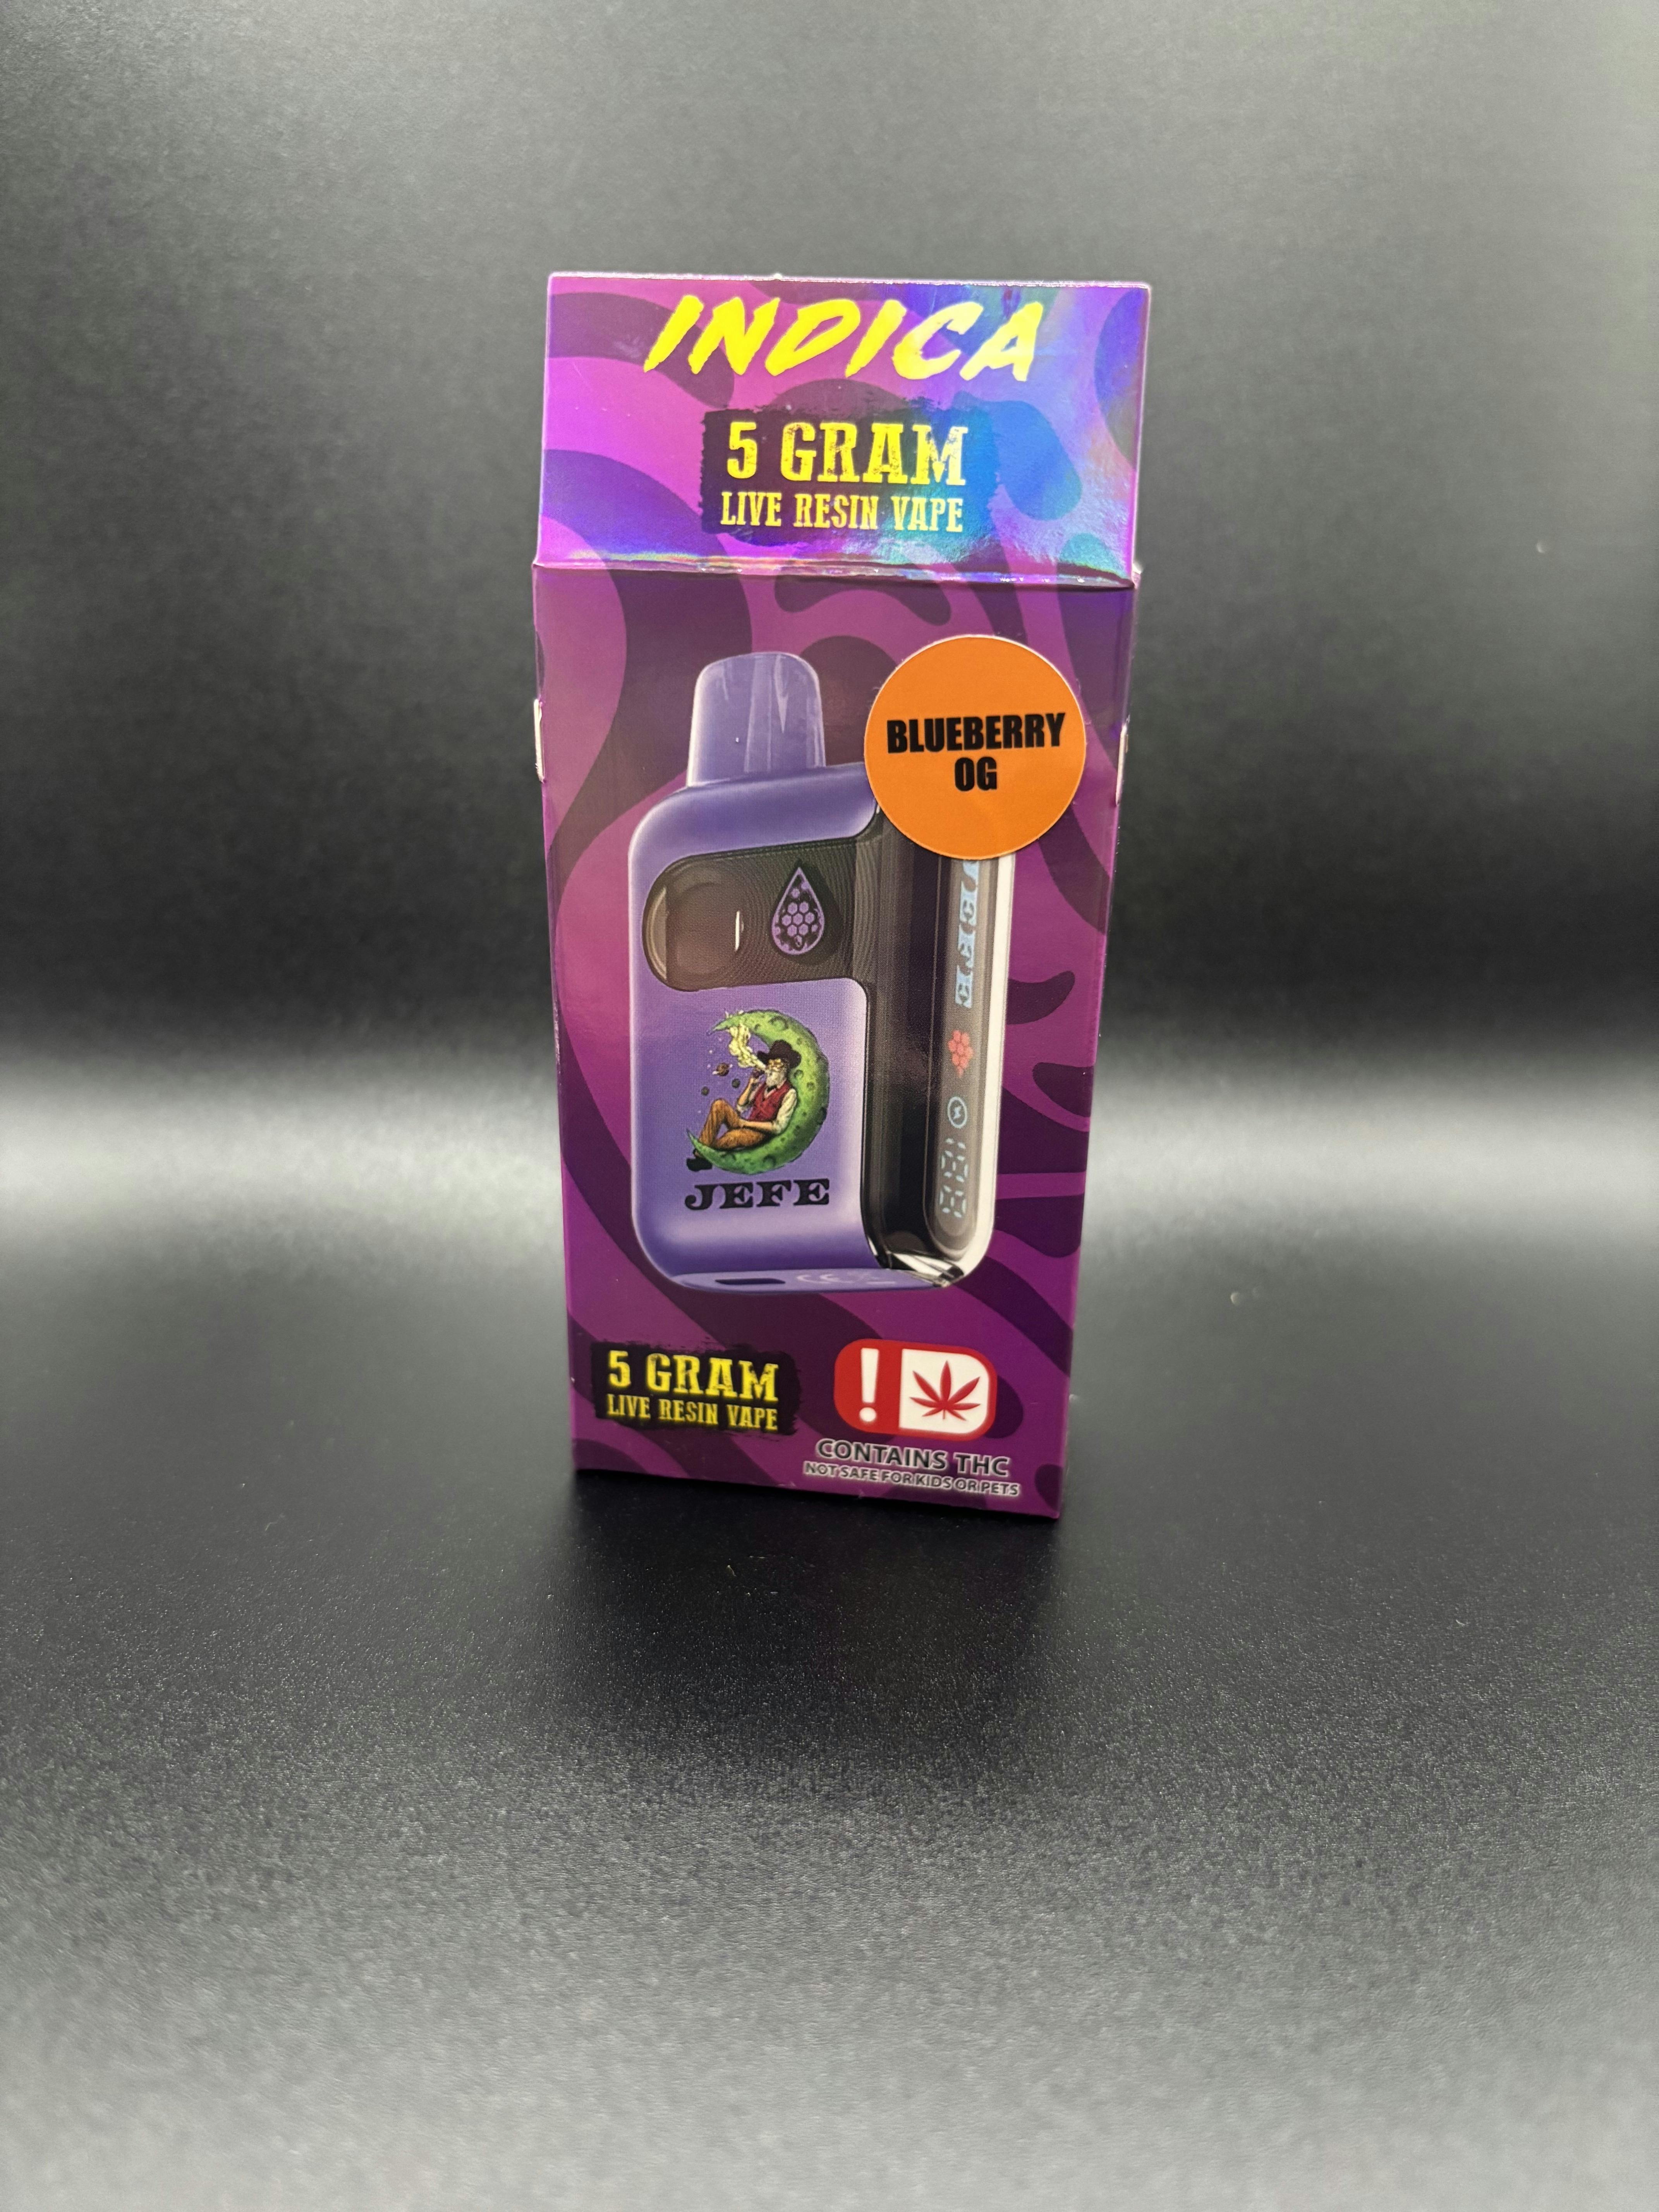 INDICA
5 GRAM
LIVE RESIN VAPE
BLUEBERRY
OG
JEFE
5 GRAM
LIVE RESIN VAPE
!
CONTAINS THC
NOT SAFE FOR KIDS OR PETS